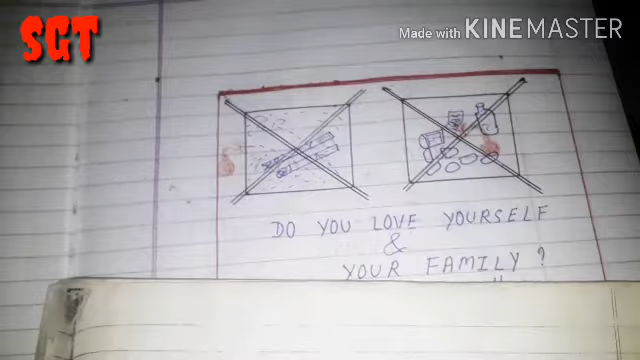 SGT
Made with KINEMASTER
DO YOU LOVE YOURSELF
&
YOUR FAMILY ?